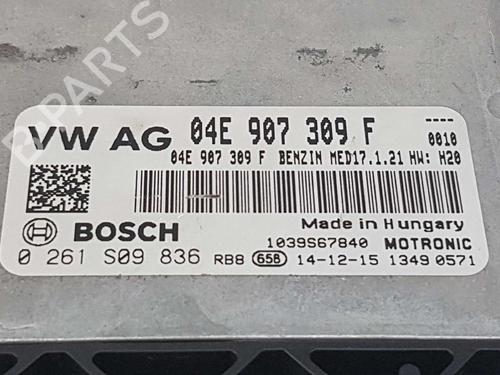 VW AG 04E 907 309 F ----
0010
04E 907 309 F BENZIN MED17.1.21 HW: H20
Made in Hungary
BOSCH 1039S67840 MOTRONIC
0 261 S09 836 RB8 658 14-12-15 1349 0571
B-PARTS